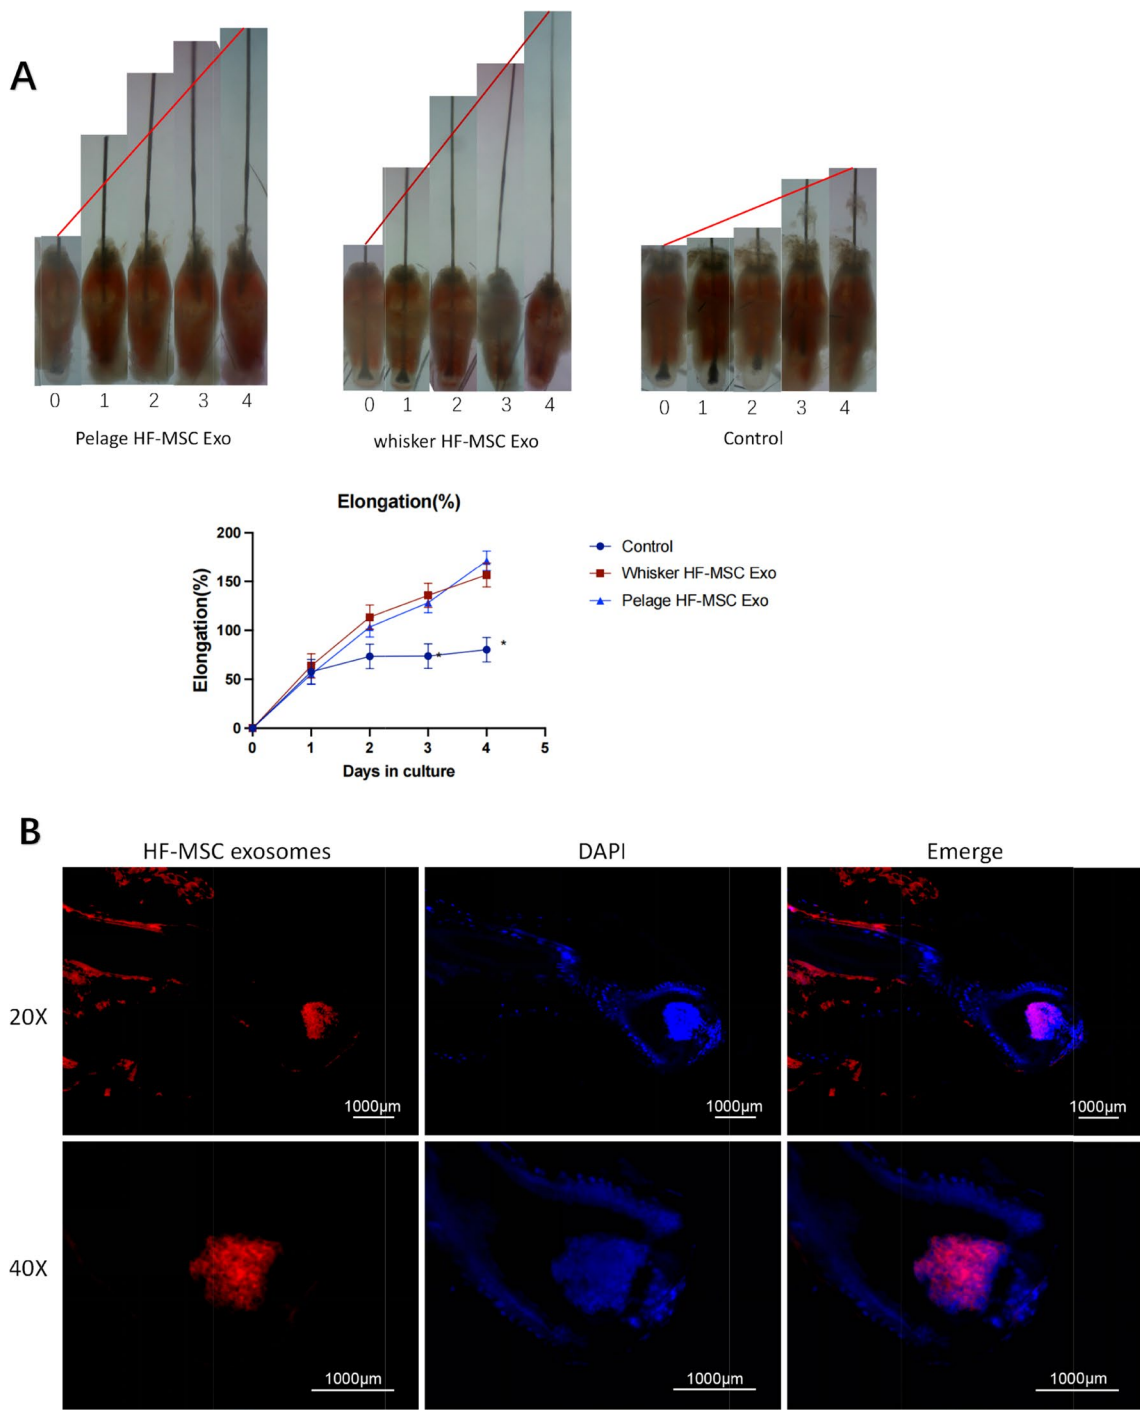 A
0 1 2 3 4
Pelage HF-MSC Exo
0 1 2 3 4
whisker HF-MSC Exo
0 1 2 3 4
Control
Elongation(%)
Elongation(%)
200
150
100
50
0
0 1 2 3 4 5
Days in culture
Control
Whisker HF-MSC Exo
Pelage HF-MSC Exo
*
*
B
HF-MSC exosomes DAPI Emerge
20X
1000μm 1000μm 1000μm
40X
1000μm 1000μm 1000μm